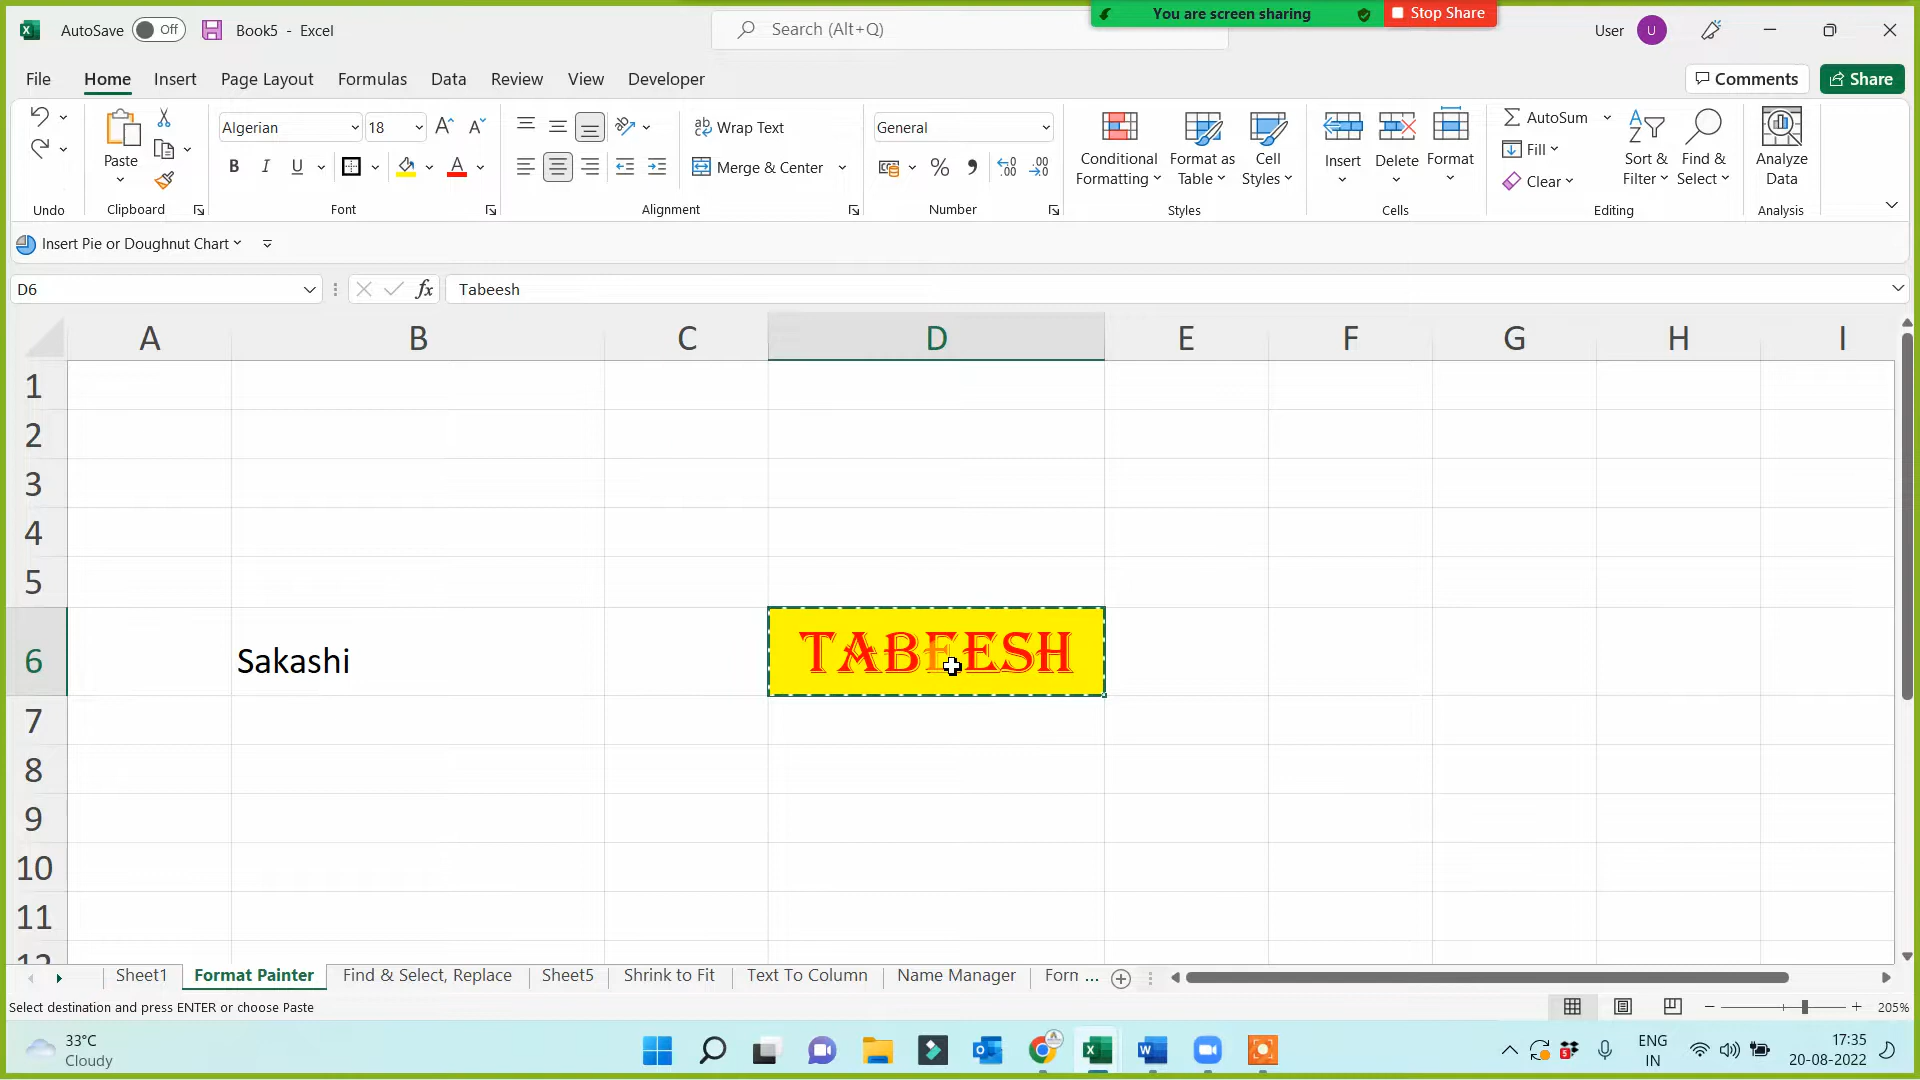 You are screen sharing Stop Share
AutoSave Off Book5 - Excel Search (Alt+Q) User U
File Home Insert Page Layout Formulas Data Review View Developer Comments Share
Algerian 18 Wrap Text General AutoSum
Paste Conditional Format as Cell Insert Delete Format Fill Sort & Find & Analyze
B I U A Merge & Center Formatting Table Styles Clear Filter Select Data
Undo Clipboard Font Alignment Number Styles Cells Editing Analysis
Insert Pie or Doughnut Chart
D6 fx Tabeesh
A B C D E F G H I
1
2
3
4
5
6 Sakashi TABEESH
7
8
9
10
11
12
Sheet1 Format Painter Find & Select, Replace Sheet5 Shrink to Fit Text To Column Name Manager Forn ...
Select destination and press ENTER or choose Paste 205%
33°C ENG 17:35
Cloudy IN 20-08-2022